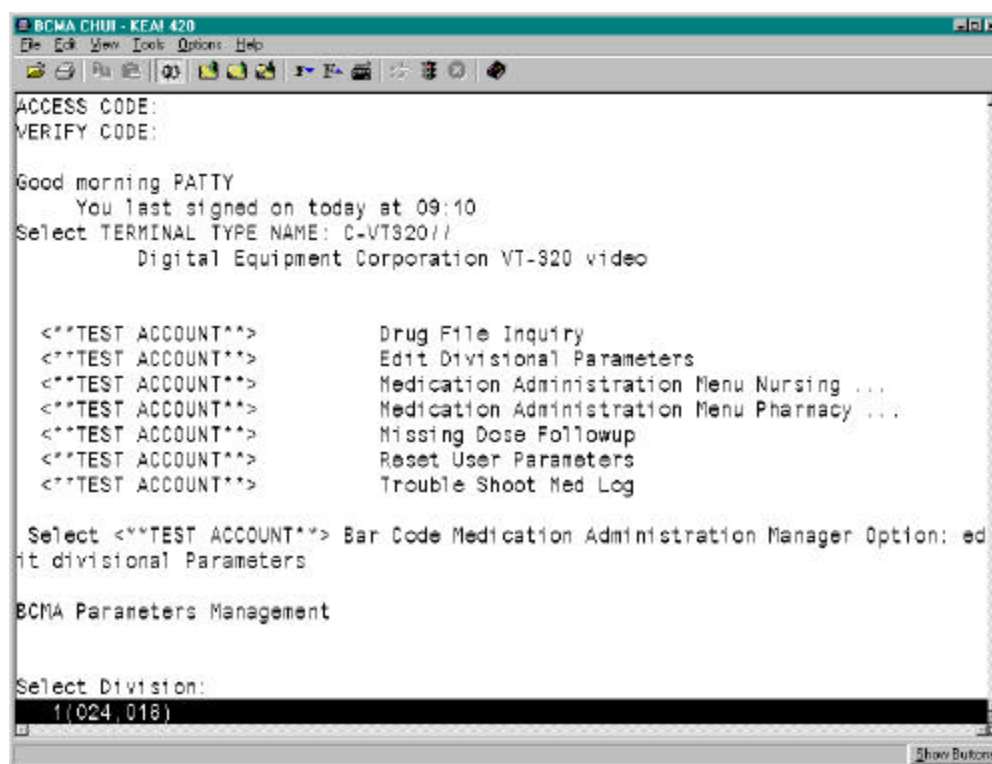 BCMA CHUI - KEA! 420
File Edit View Tools Options Help
ACCESS CODE:
VERIFY CODE:
Good morning PATTY
You last signed on today at 09:10
Select TERMINAL TYPE NAME: C-VT320//
Digital Equipment Corporation VT-320 video
<**TEST ACCOUNT**> Drug File Inquiry
<**TEST ACCOUNT**> Edit Divisional Parameters
<**TEST ACCOUNT**> Medication Administration Menu Nursing ...
<**TEST ACCOUNT**> Medication Administration Menu Pharmacy ...
<**TEST ACCOUNT**> Missing Dose Followup
<**TEST ACCOUNT**> Reset User Parameters
<**TEST ACCOUNT**> Trouble Shoot Med Log
Select <**TEST ACCOUNT**> Bar Code Medication Administration Manager Option: ed
it divisional Parameters
BCMA Parameters Management
Select Division:
1(024,018)
Show Buttons